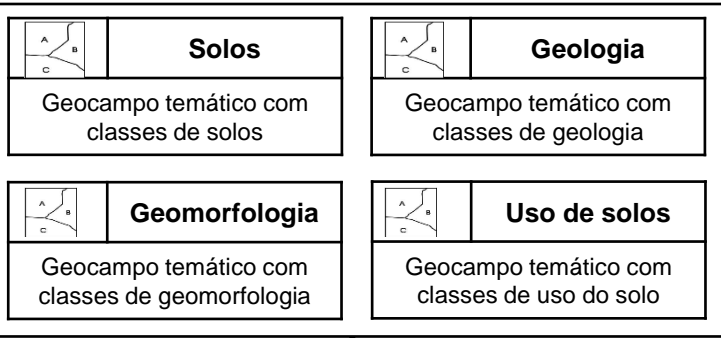 A
B
C
Solos
Geocampo temático com
classes de solos
A
B
C
Geologia
Geocampo temático com
classes de geologia
A
B
C
Geomorfologia
Geocampo temático com
classes de geomorfologia
A
B
C
Uso de solos
Geocampo temático com
classes de uso do solo